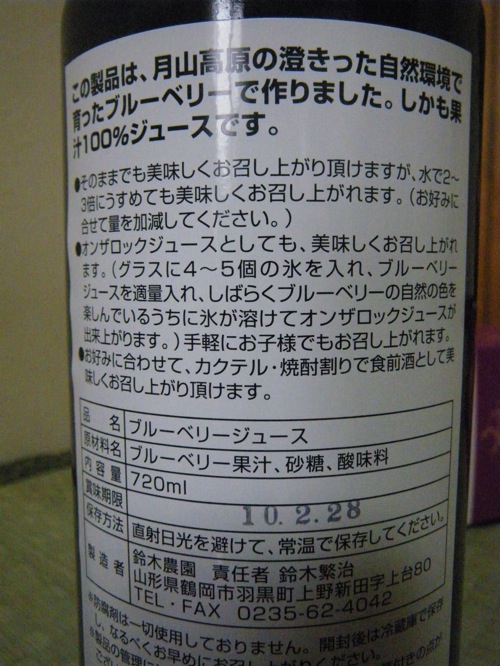 この製品は、月山高原の澄きった自然環境で
育ったブルーベリーで作りました。しかも果
汁100%ジュースです。
●そのままでも美味しくお召し上がり頂けますが、水で2～
3倍にうすめても美味しくお召し上がれます。（お好みに
合せて量を加減してください。）
●オンザロックジュースとしても、美味しくお召し上がれ
ます。（グラスに4～5個の氷を入れ、ブルーベリー
ジュースを適量入れ、しばらくブルーベリーの自然の色を
楽しんでいるうちに氷が溶けてオンザロックジュースが
出来上がります。）手軽にお子様でもお召し上がれます。
●お好みに合わせて、カクテル・焼酎割りで食前酒として美
味しくお召し上がり頂けます。
品名 ブルーベリージュース
原材料名 ブルーベリー果汁、砂糖、酸味料
内容量 720ml
賞味期限 10.2.28
保存方法 直射日光を避けて、常温で保存してください。
製造者 鈴木農園 責任者 鈴木繁治
山形県鶴岡市羽黒町上野新田字上台80
TEL・FAX 0235-62-4042
●防腐剤は一切使用しておりません。開封後は冷蔵庫で保存
し、なるべくお早めにお召し上がりください。
●製品の管理に